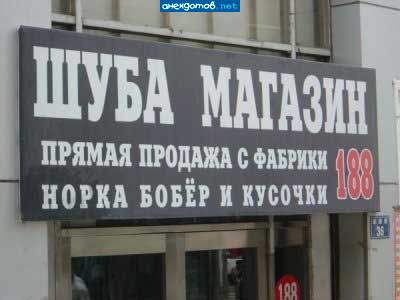 анекдотов.net
ШУБА МАГАЗИН
ПРЯМАЯ ПРОДАЖА С ФАБРИКИ
НОРКА БОБЁР И КУСОЧКИ
188
36
188